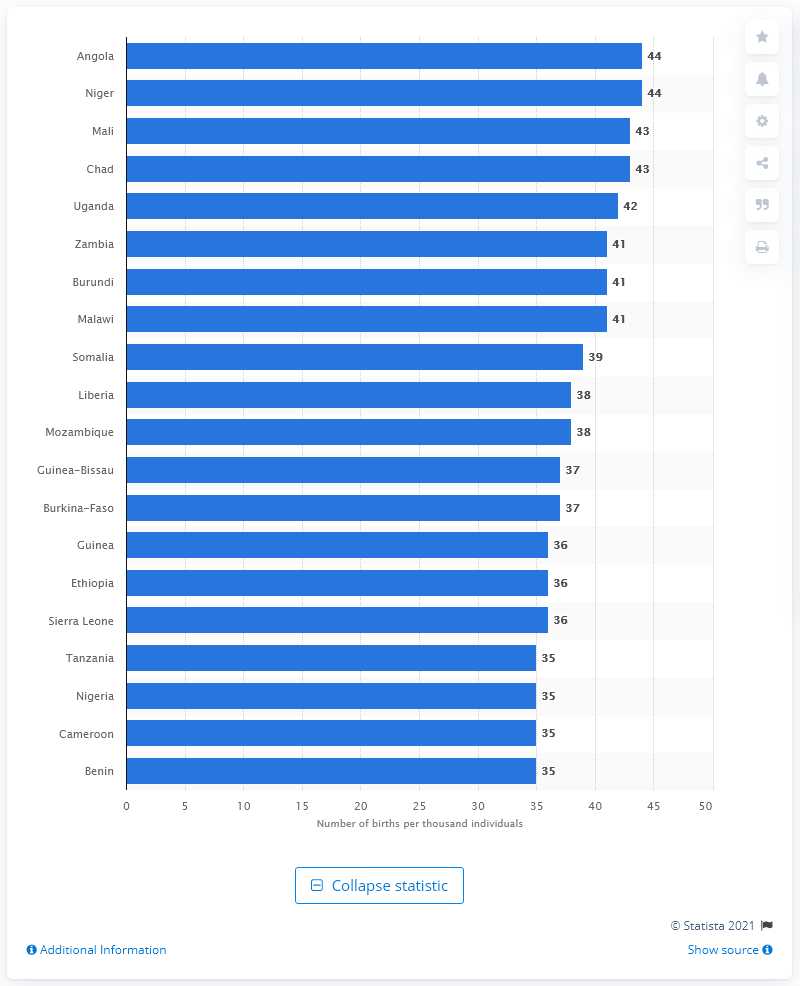 Angola 44
Niger 44
Mali 43
Chad 43
Uganda 42
Zambia 41
Burundi 41
Malawi 41
Somalia 39
Liberia 38
Mozambique 38
Guinea-Bissau 37
Burkina-Faso 37
Guinea 36
Ethiopia 36
Sierra Leone 36
Tanzania 35
Nigeria 35
Cameroon 35
Benin 35
0 5 10 15 20 25 30 35 40 45 50
Number of births per thousand individuals
Collapse statistic
© Statista 2021
Additional Information Show source